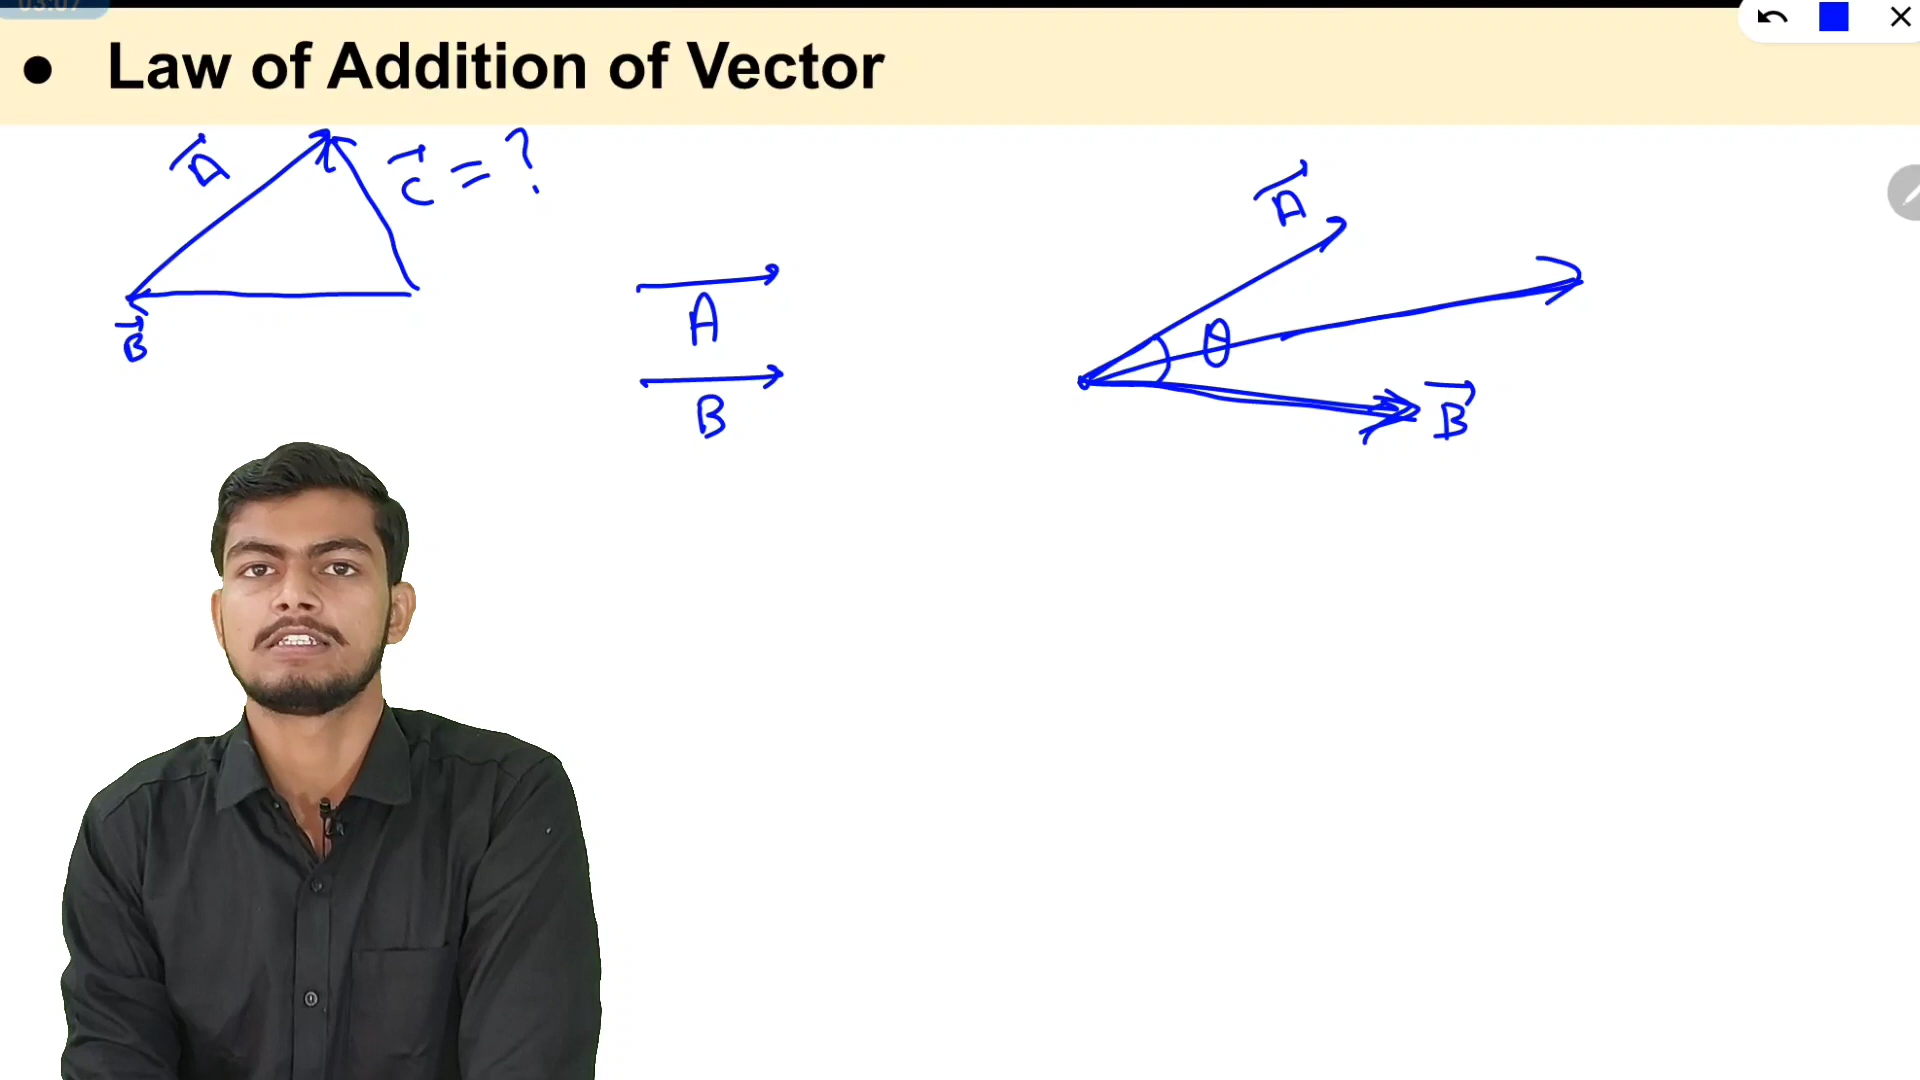 ● Law of Addition of Vector
A⃗
C⃗ = ?
B⃗
A
B
A⃗
θ
B⃗